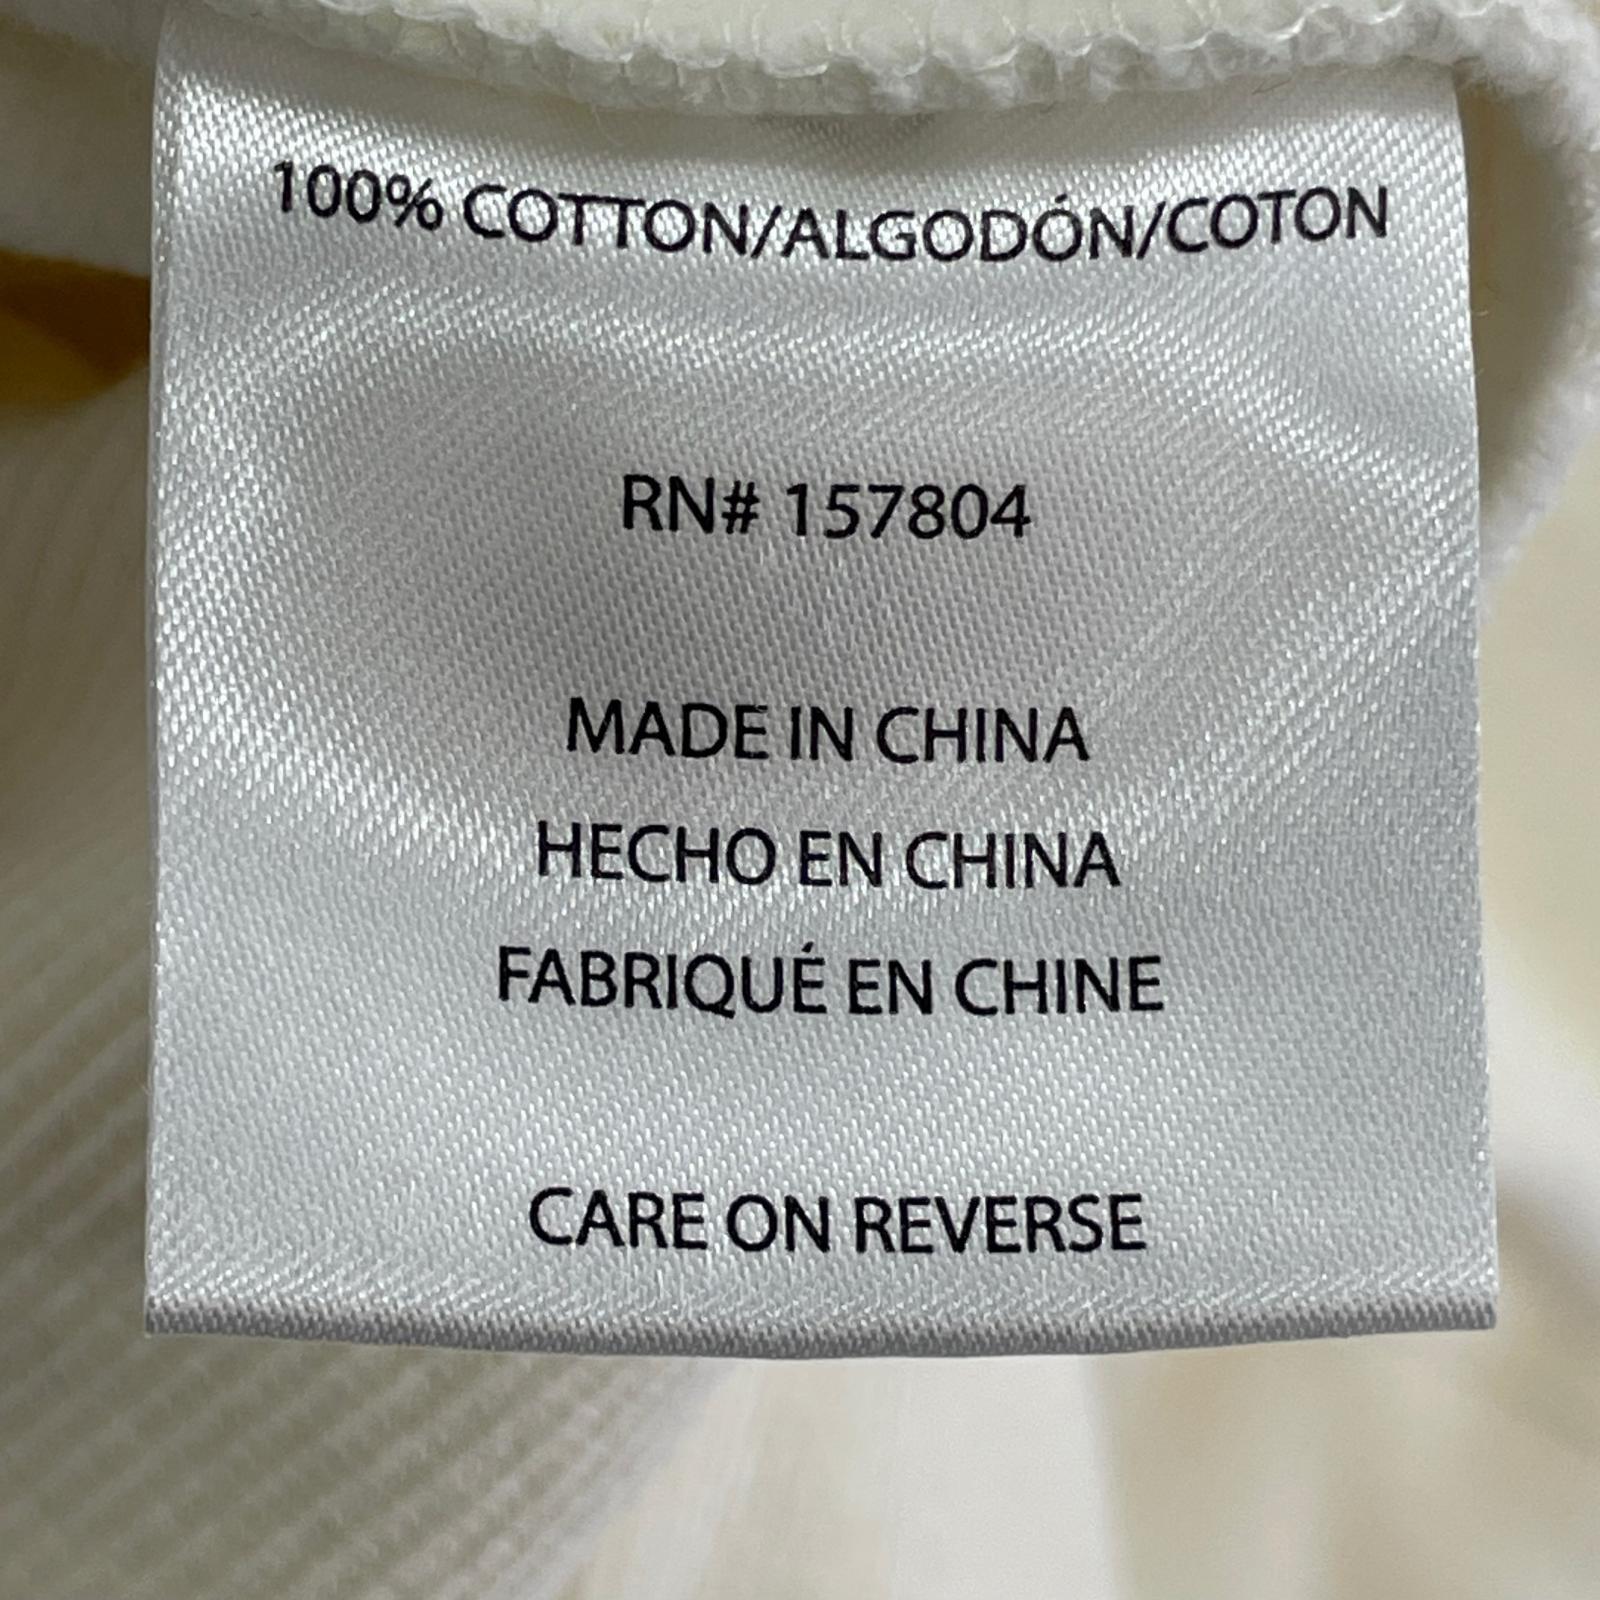 100% COTTON/ALGODÓN/COTON
RN# 157804
MADE IN CHINA
HECHO EN CHINA
FABRIQUÉ EN CHINE
CARE ON REVERSE